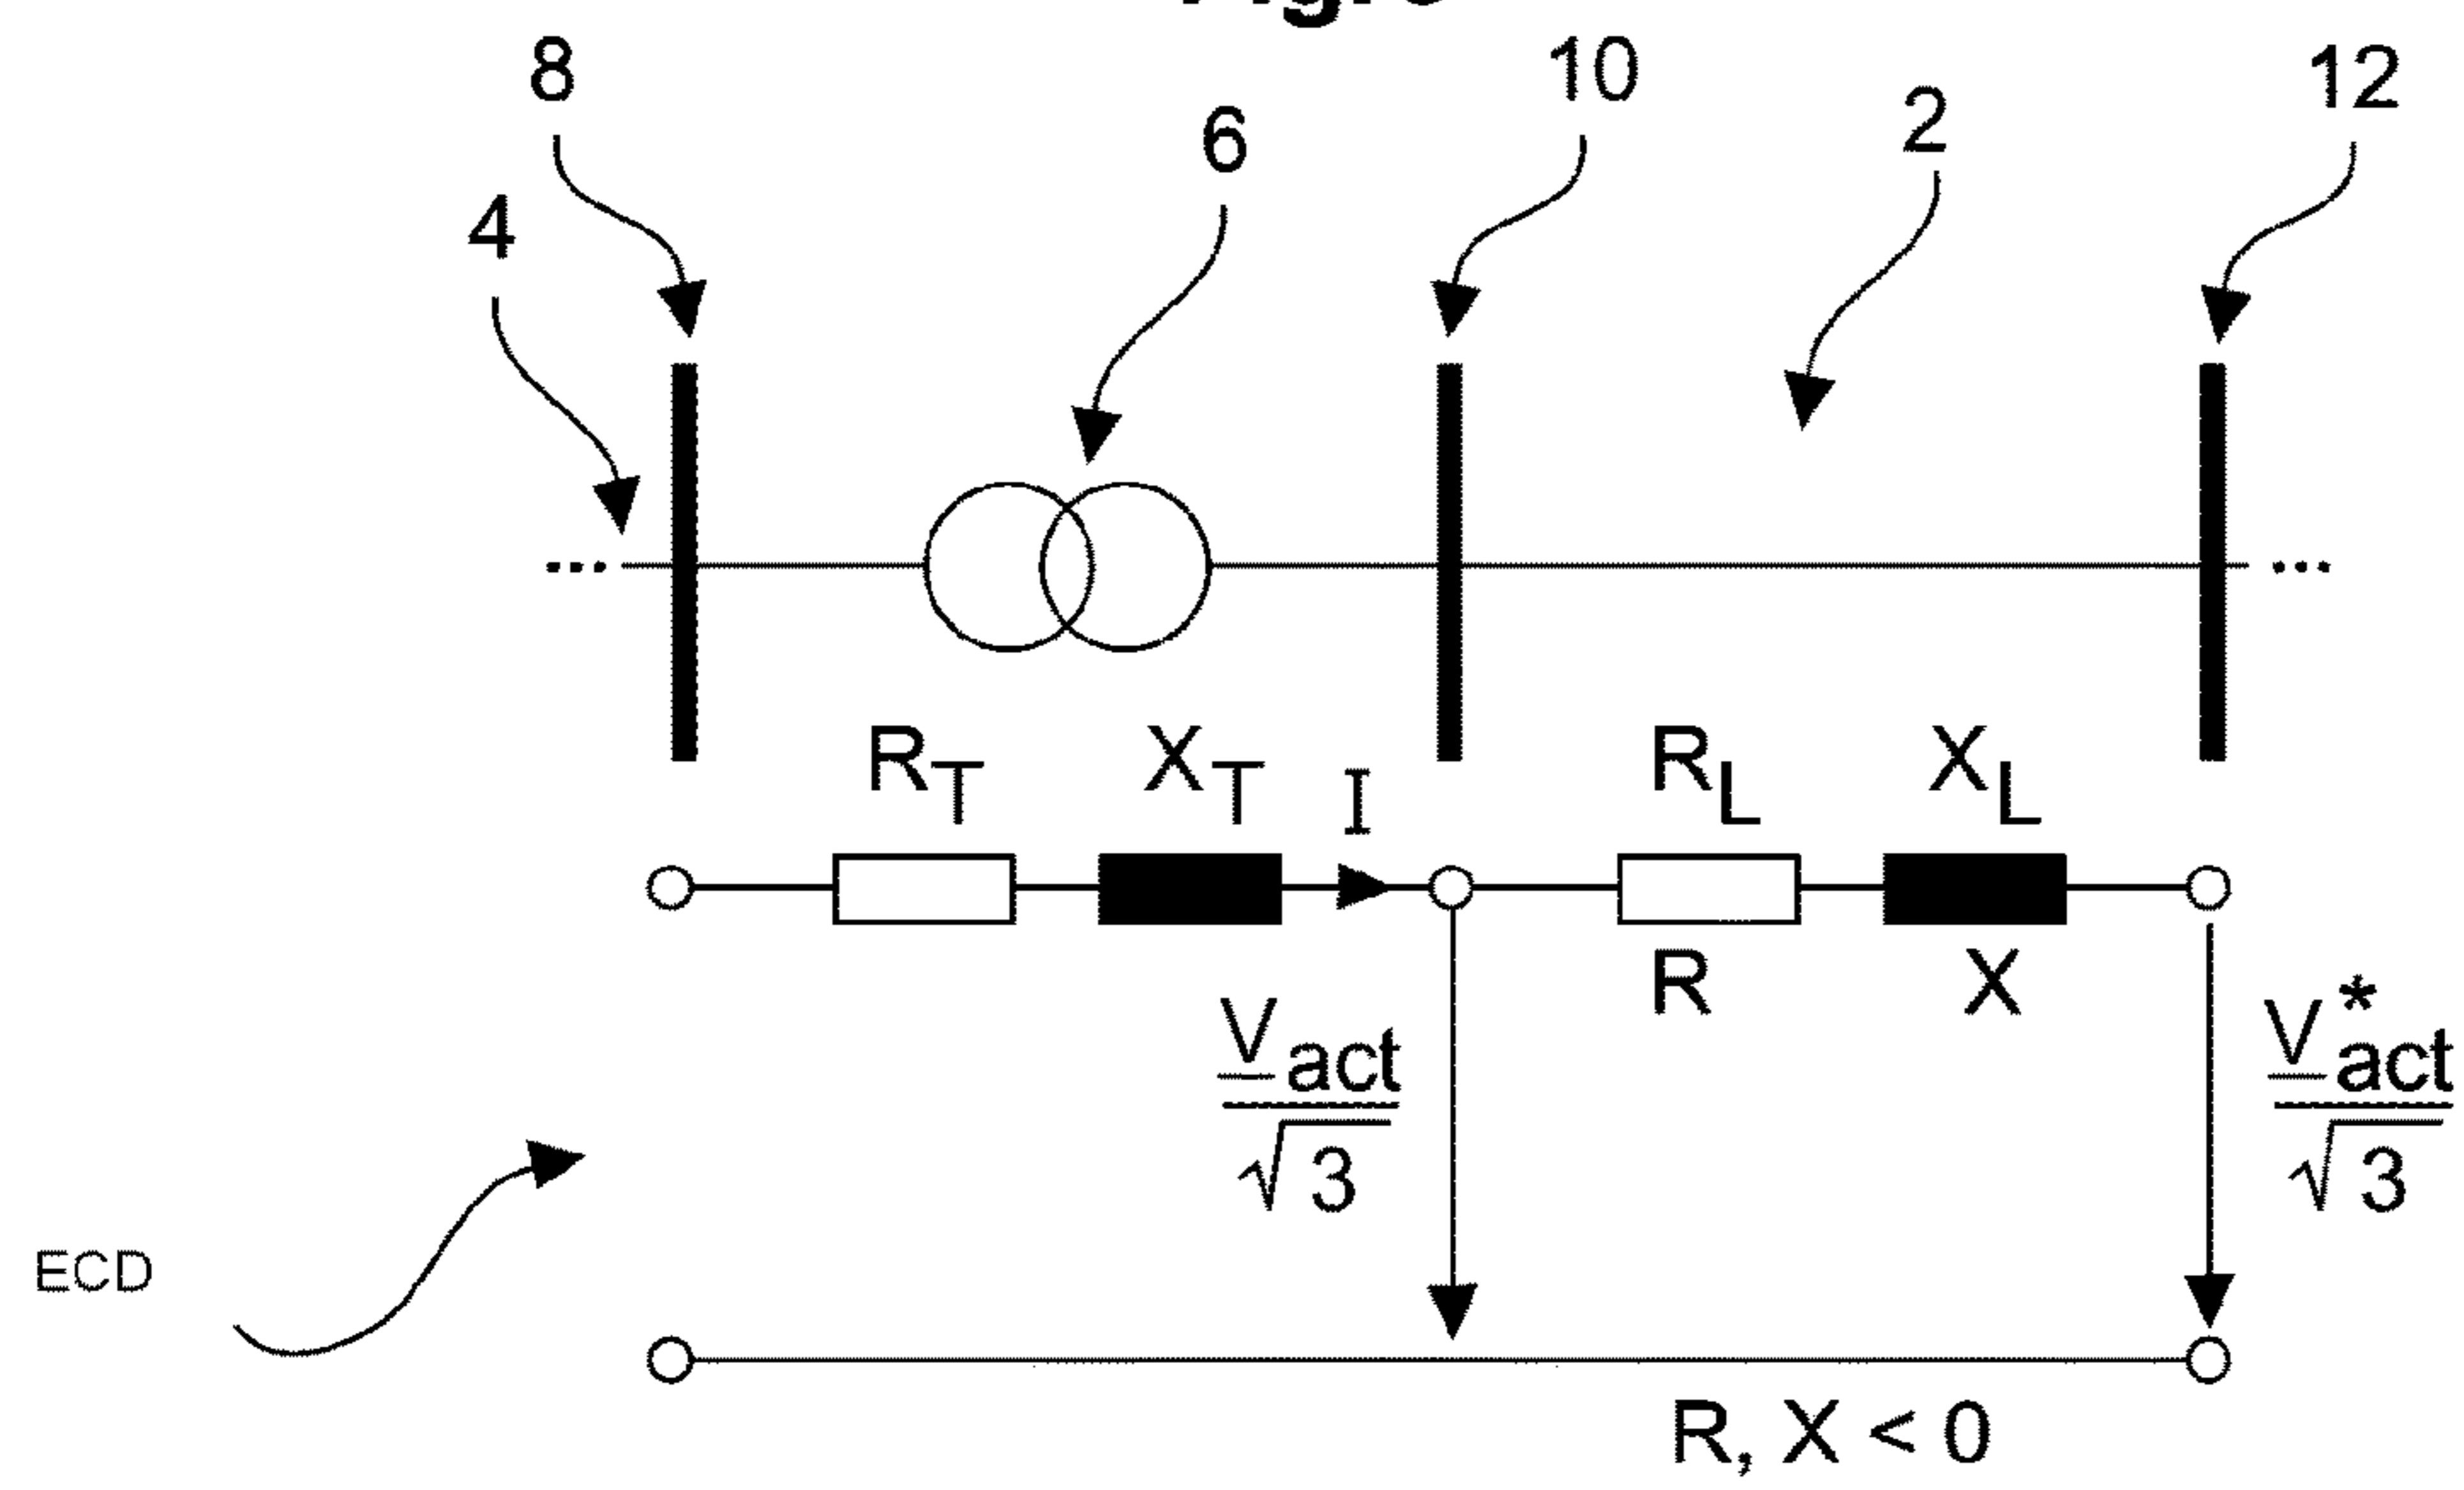 8
10
12
6
2
4
...
...
R_T
X_T
I
R_L
X_L
R
X
V_act/√3
V*_act/√3
ECD
R, X < 0